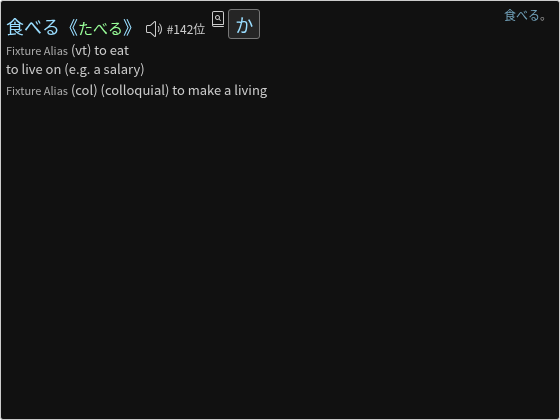 食べる《たべる》 #142位 か
食べる。
Fixture Alias (vt) to eat
to live on (e.g. a salary)
Fixture Alias (col) (colloquial) to make a living